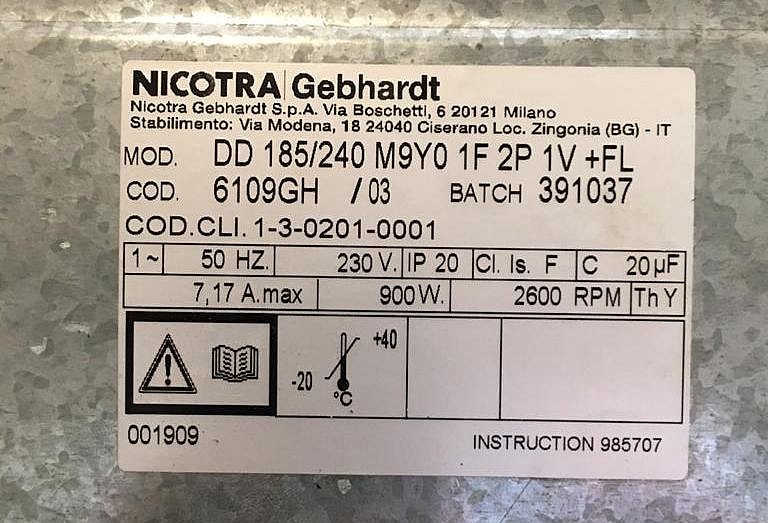 NICOTRA | Gebhardt
Nicotra Gebhardt S.p.A. Via Boschetti, 6 20121 Milano
Stabilimento: Via Modena, 18 24040 Ciserano Loc. Zingonia (BG) - IT
MOD. DD 185/240 M9Y0 1F 2P 1V +FL
COD. 6109GH /03 BATCH 391037
COD.CLI. 1-3-0201-0001
1~ 50 HZ. 230 V. IP 20 Cl. Is. F C 20µF
7,17 A.max 900W. 2600 RPM Th Y
+40
-20
°C
001909 INSTRUCTION 985707